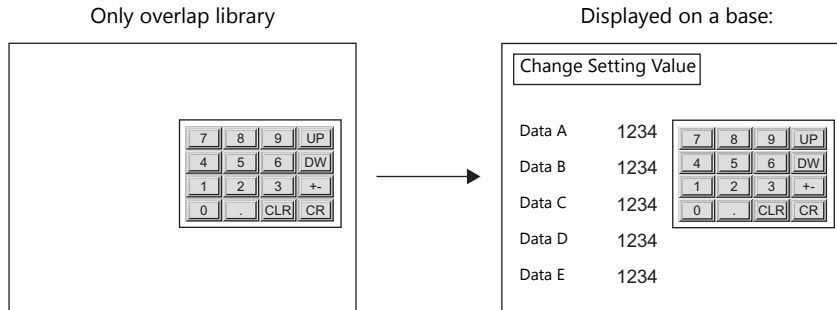 Only overlap library
7 8 9 UP
4 5 6 DW
1 2 3 +-
0 . CLR CR
Displayed on a base:
Change Setting Value
Data A 1234
Data B 1234
Data C 1234
Data D 1234
Data E 1234
7 8 9 UP
4 5 6 DW
1 2 3 +-
0 . CLR CR